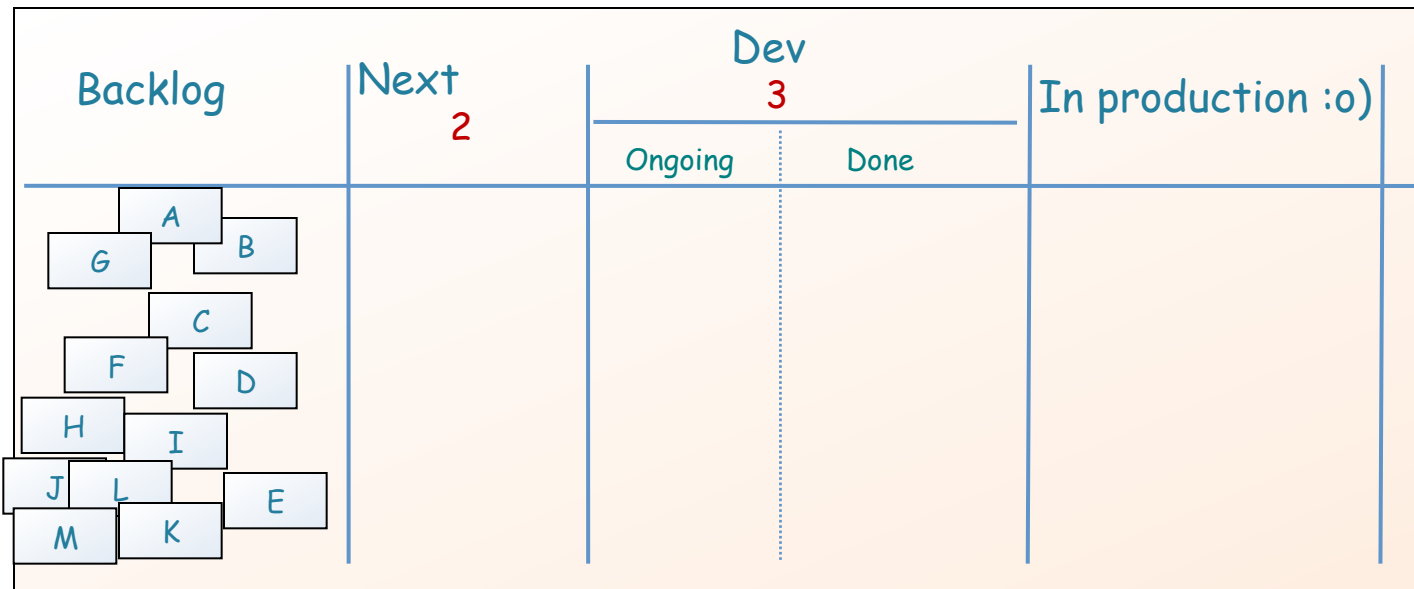 Backlog
Next
2
Dev
3
In production :o)
Ongoing
Done
A
B
G
C
F
D
H
I
J
L
E
M
K